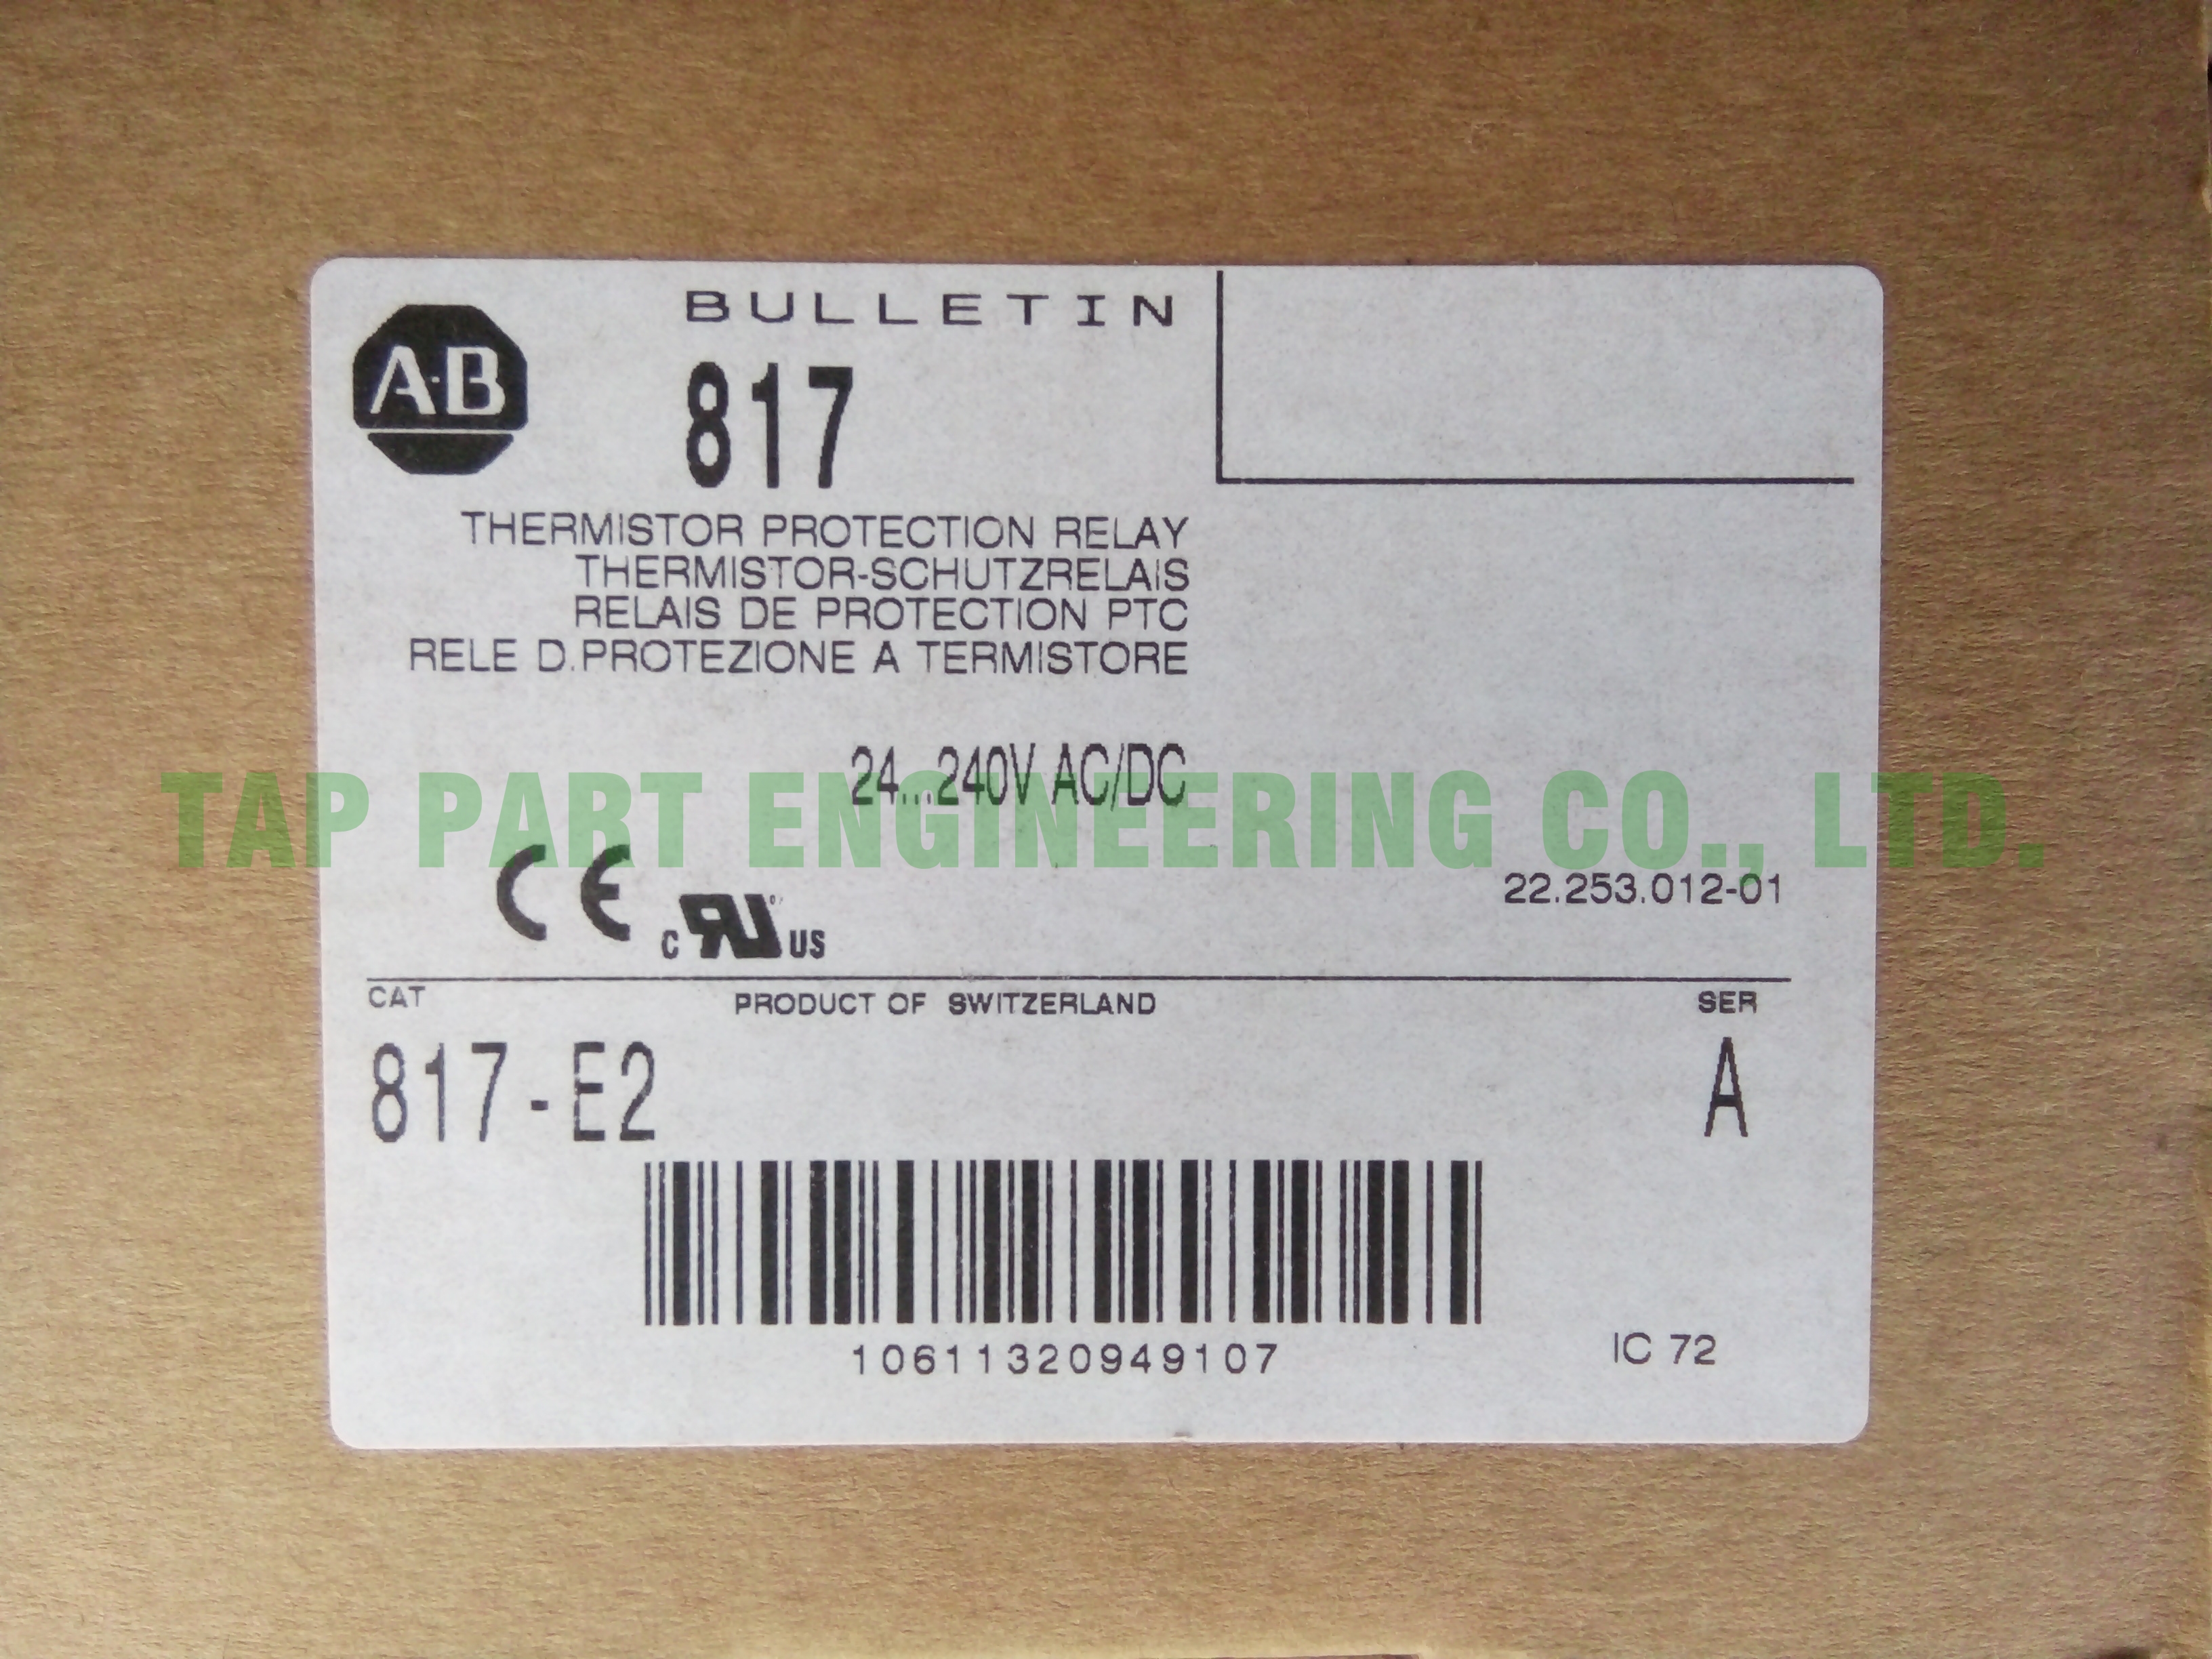 BULLETIN
A-B
817
THERMISTOR PROTECTION RELAY
THERMISTOR-SCHUTZRELAIS
RELAIS DE PROTECTION PTC
RELE D.PROTEZIONE A TERMISTORE
24...240V AC/DC
TAP PART ENGINEERING CO., LTD.
22.253.012-01
CE
c RU US
CAT
PRODUCT OF SWITZERLAND
SER
817-E2
A
10611320949107
IC 72